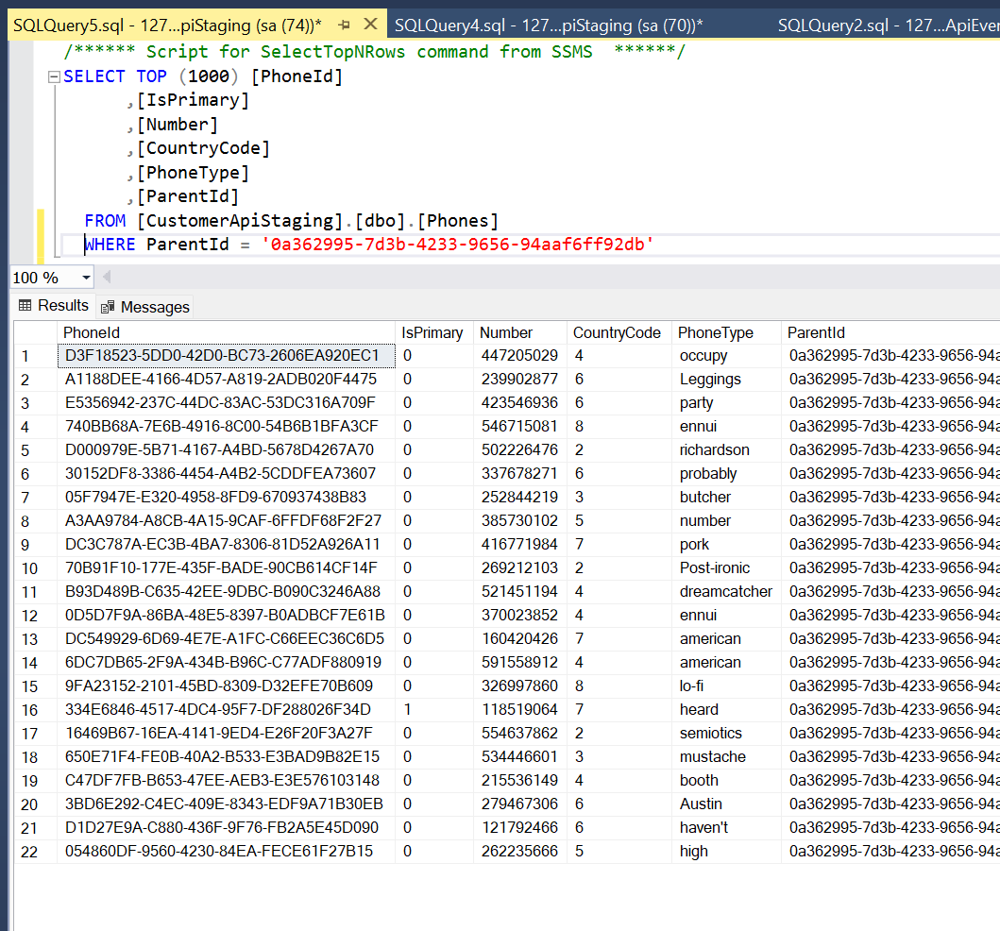 SQLQuery5.sql - 127...piStaging (sa (74))* SQLQuery4.sql - 127...piStaging (sa (70))* SQLQuery2.sql - 127...ApiEver
/****** Script for SelectTopNRows command from SSMS ******/
SELECT TOP (1000) [PhoneId]
,[IsPrimary]
,[Number]
,[CountryCode]
,[PhoneType]
,[ParentId]
FROM [CustomerApiStaging].[dbo].[Phones]
WHERE ParentId = '0a362995-7d3b-4233-9656-94aaf6ff92db'
100 %
Results Messages
PhoneId IsPrimary Number CountryCode PhoneType ParentId
1 D3F18523-5DD0-42D0-BC73-2606EA920EC1 0 447205029 4 occupy 0a362995-7d3b-4233-9656-94a
2 A1188DEE-4166-4D57-A819-2ADB020F4475 0 239902877 6 Leggings 0a362995-7d3b-4233-9656-94a
3 E5356942-237C-44DC-83AC-53DC316A709F 0 423546936 6 party 0a362995-7d3b-4233-9656-94a
4 740BB68A-7E6B-4916-8C00-54B6B1BFA3CF 0 546715081 8 ennui 0a362995-7d3b-4233-9656-94a
5 D000979E-5B71-4167-A4BD-5678D4267A70 0 502226476 2 richardson 0a362995-7d3b-4233-9656-94a
6 30152DF8-3386-4454-A4B2-5CDDFEA73607 0 337678271 6 probably 0a362995-7d3b-4233-9656-94a
7 05F7947E-E320-4958-8FD9-670937438B83 0 252844219 3 butcher 0a362995-7d3b-4233-9656-94a
8 A3AA9784-A8CB-4A15-9CAF-6FFDF68F2F27 0 385730102 5 number 0a362995-7d3b-4233-9656-94a
9 DC3C787A-EC3B-4BA7-8306-81D52A926A11 0 416771984 7 pork 0a362995-7d3b-4233-9656-94a
10 70B91F10-177E-435F-BADE-90CB614CF14F 0 269212103 2 Post-ironic 0a362995-7d3b-4233-9656-94a
11 B93D489B-C635-42EE-9DBC-B090C3246A88 0 521451194 4 dreamcatcher 0a362995-7d3b-4233-9656-94a
12 0D5D7F9A-86BA-48E5-8397-B0ADBCF7E61B 0 370023852 4 ennui 0a362995-7d3b-4233-9656-94a
13 DC549929-6D69-4E7E-A1FC-C66EEC36C6D5 0 160420426 7 american 0a362995-7d3b-4233-9656-94a
14 6DC7DB65-2F9A-434B-B96C-C77ADF880919 0 591558912 4 american 0a362995-7d3b-4233-9656-94a
15 9FA23152-2101-45BD-8309-D32EFE70B609 0 326997860 8 lo-fi 0a362995-7d3b-4233-9656-94a
16 334E6846-4517-4DC4-95F7-DF288026F34D 1 118519064 7 heard 0a362995-7d3b-4233-9656-94a
17 16469B67-16EA-4141-9ED4-E26F20F3A27F 0 554637862 2 semiotics 0a362995-7d3b-4233-9656-94a
18 650E71F4-FE0B-40A2-B533-E3BAD9B82E15 0 534446601 3 mustache 0a362995-7d3b-4233-9656-94a
19 C47DF7FB-B653-47EE-AEB3-E3E576103148 0 215536149 4 booth 0a362995-7d3b-4233-9656-94a
20 3BD6E292-C4EC-409E-8343-EDF9A71B30EB 0 279467306 6 Austin 0a362995-7d3b-4233-9656-94a
21 D1D27E9A-C880-436F-9F76-FB2A5E45D090 0 121792466 6 haven't 0a362995-7d3b-4233-9656-94a
22 054860DF-9560-4230-84EA-FECE61F27B15 0 262235666 5 high 0a362995-7d3b-4233-9656-94a